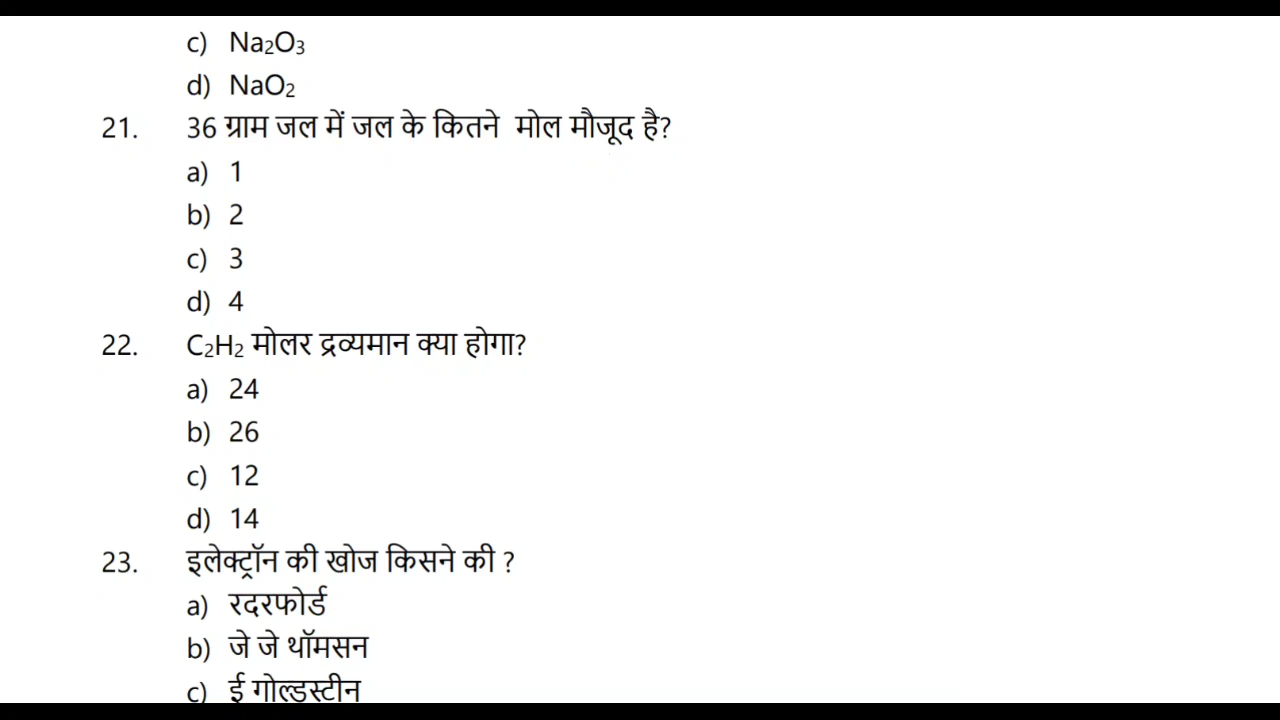 c) Na₂O₃
d) NaO₂
21. 36 ग्राम जल में जल के कितने मोल मौजूद है?
a) 1
b) 2
c) 3
d) 4
22. C₂H₂ मोलर द्रव्यमान क्या होगा?
a) 24
b) 26
c) 12
d) 14
23. इलेक्ट्रॉन की खोज किसने की ?
a) रदरफोर्ड
b) जे जे थॉमसन
c) ई गोल्डस्टीन